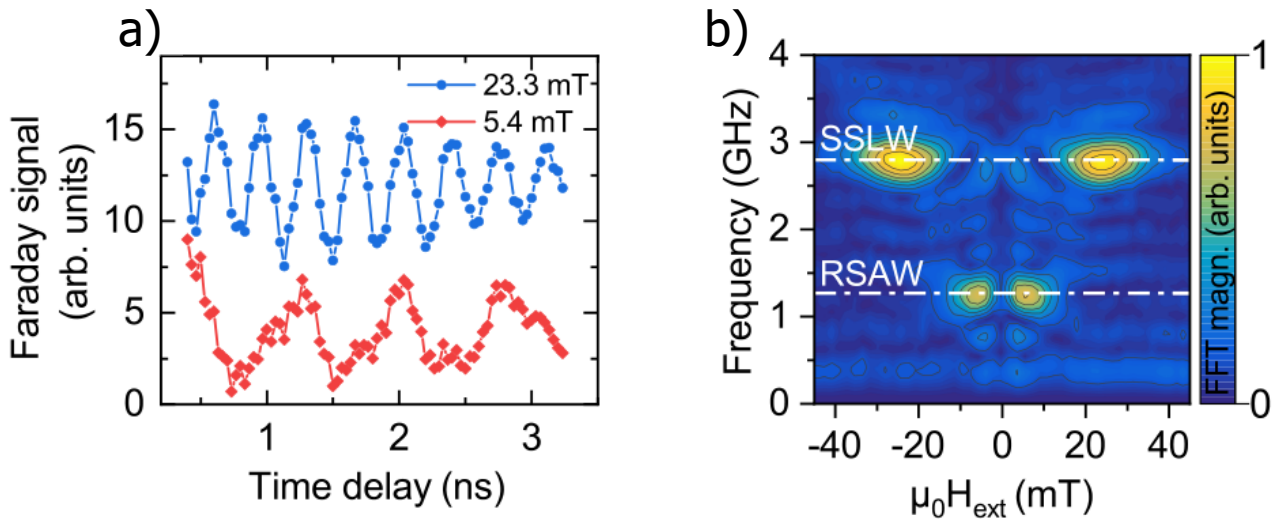 a)
Faraday signal
(arb. units)
15
10
5
0
23.3 mT
5.4 mT
1
2
3
Time delay (ns)
b)
Frequency (GHz)
4
3
2
1
0
SSLW
RSAW
-40
-20
0
20
40
μ₀Hₑₓₜ (mT)
1
FFT magn. (arb. units)
0